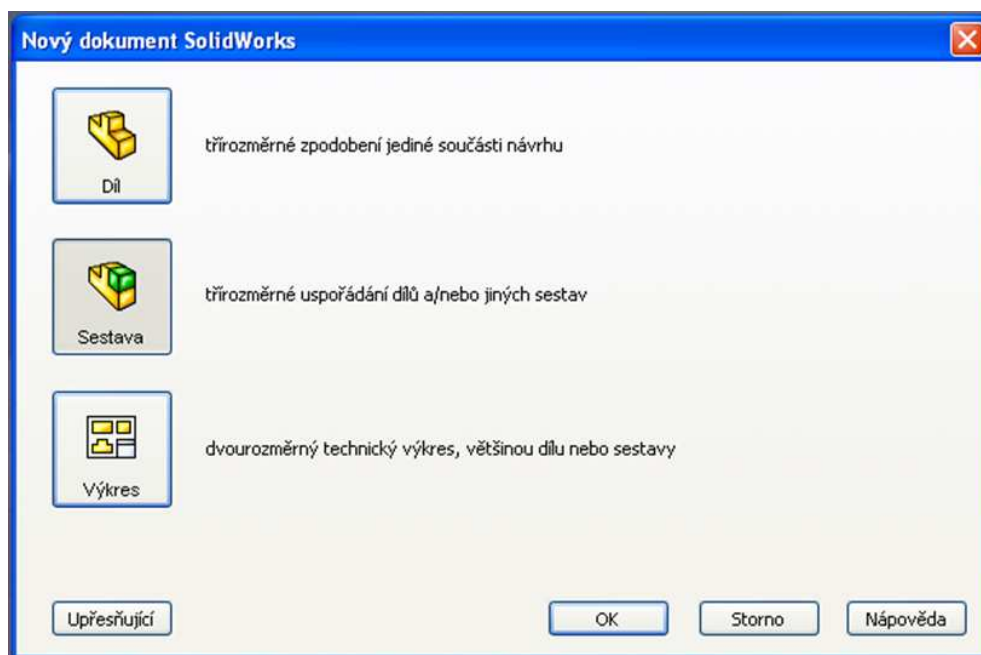 Nový dokument SolidWorks
třírozměrné zpodobení jediné součásti návrhu
Díl
třírozměrné uspořádání dílů a/nebo jiných sestav
Sestava
dvourozměrný technický výkres, většinou dílu nebo sestavy
Výkres
Upřesňující
OK
Storno
Nápověda